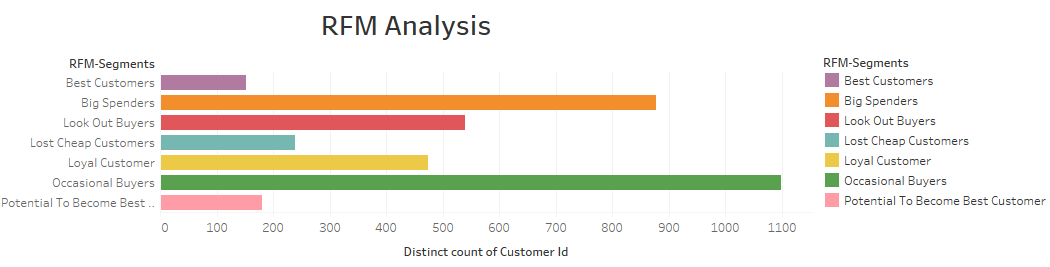 RFM Analysis
RFM-Segments
Best Customers
Big Spenders
Look Out Buyers
Lost Cheap Customers
Loyal Customer
Occasional Buyers
Potential To Become Best ..
0 100 200 300 400 500 600 700 800 900 1000 1100
Distinct count of Customer Id
RFM-Segments
Best Customers
Big Spenders
Look Out Buyers
Lost Cheap Customers
Loyal Customer
Occasional Buyers
Potential To Become Best Customer